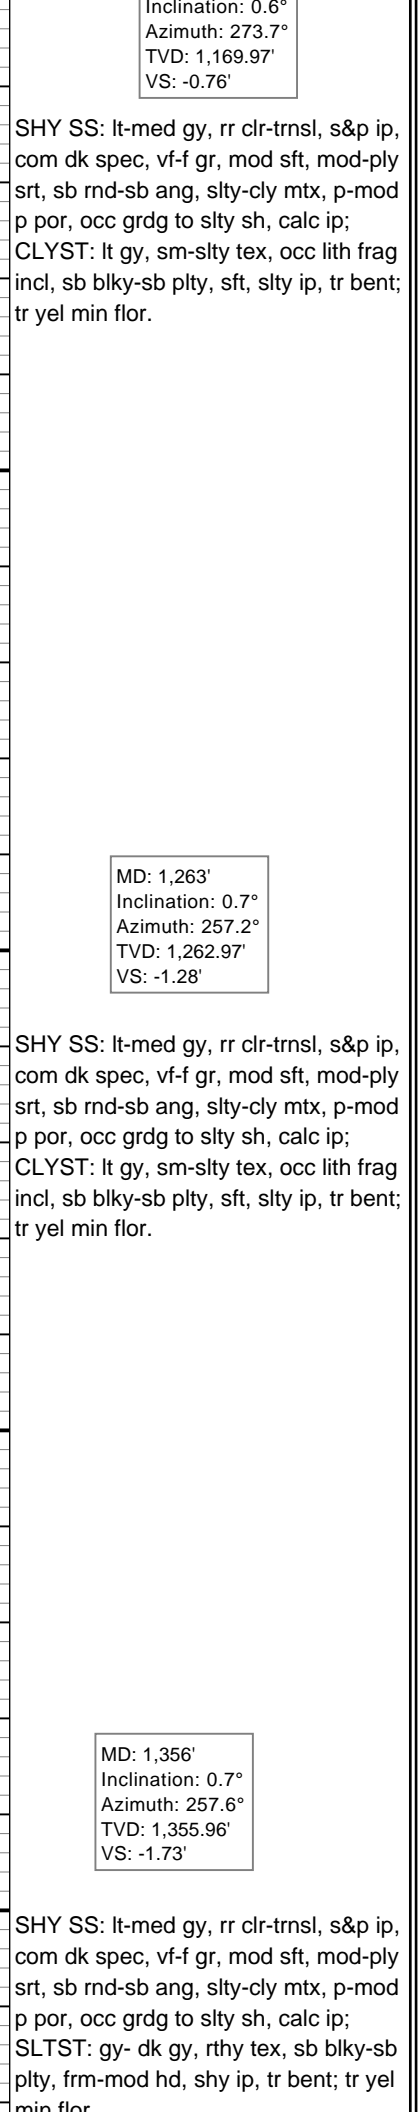 Inclination: 0.6°
Azimuth: 273.7°
TVD: 1,169.97'
VS: -0.76'
SHY SS: lt-med gy, rr clr-trnsl, s&p ip,
com dk spec, vf-f gr, mod sft, mod-ply
srt, sb rnd-sb ang, slty-cly mtx, p-mod
p por, occ grdg to slty sh, calc ip;
CLYST: lt gy, sm-slty tex, occ lith frag
incl, sb blky-sb plty, sft, slty ip, tr bent;
tr yel min flor.
MD: 1,263'
Inclination: 0.7°
Azimuth: 257.2°
TVD: 1,262.97'
VS: -1.28'
SHY SS: lt-med gy, rr clr-trnsl, s&p ip,
com dk spec, vf-f gr, mod sft, mod-ply
srt, sb rnd-sb ang, slty-cly mtx, p-mod
p por, occ grdg to slty sh, calc ip;
CLYST: lt gy, sm-slty tex, occ lith frag
incl, sb blky-sb plty, sft, slty ip, tr bent;
tr yel min flor.
MD: 1,356'
Inclination: 0.7°
Azimuth: 257.6°
TVD: 1,355.96'
VS: -1.73'
SHY SS: lt-med gy, rr clr-trnsl, s&p ip,
com dk spec, vf-f gr, mod sft, mod-ply
srt, sb rnd-sb ang, slty-cly mtx, p-mod
p por, occ grdg to slty sh, calc ip;
SLTST: gy- dk gy, rthy tex, sb blky-sb
plty, frm-mod hd, shy ip, tr bent; tr yel
min flor